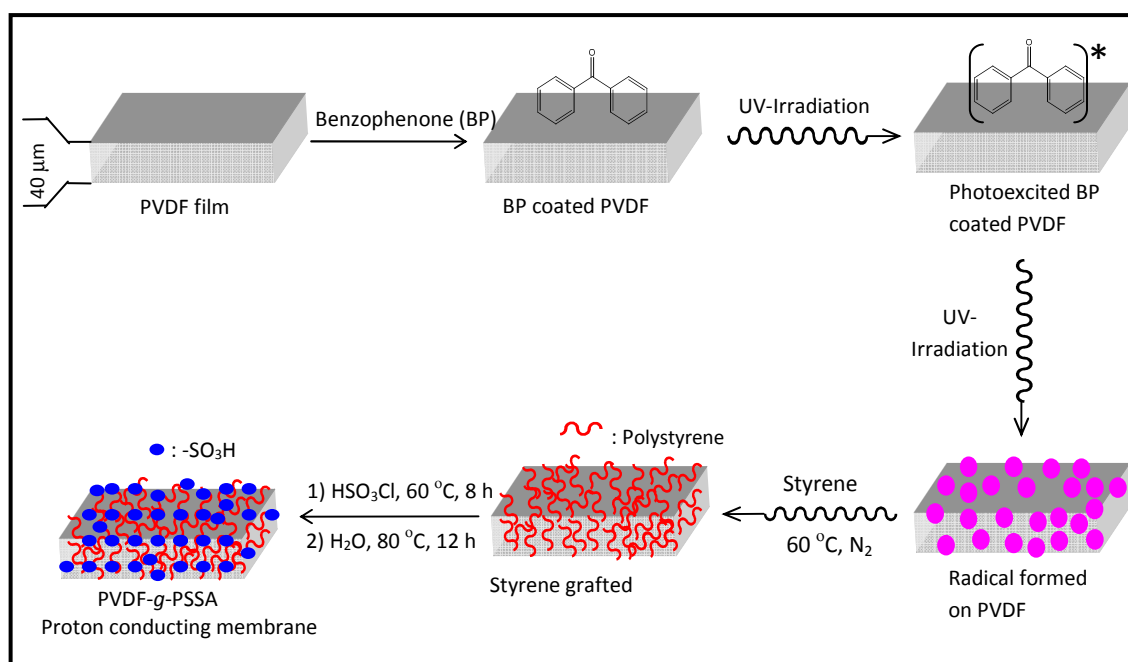 O
O
*
Benzophenone (BP)
UV-Irradiation
40 µm
PVDF film
BP coated PVDF
Photoexcited BP
coated PVDF
UV-
Irradiation
: Polystyrene
: -SO₃H
1) HSO₃Cl, 60 °C, 8 h
2) H₂O, 80 °C, 12 h
Styrene
60 °C, N₂
Styrene grafted
Radical formed
on PVDF
PVDF-g-PSSA
Proton conducting membrane